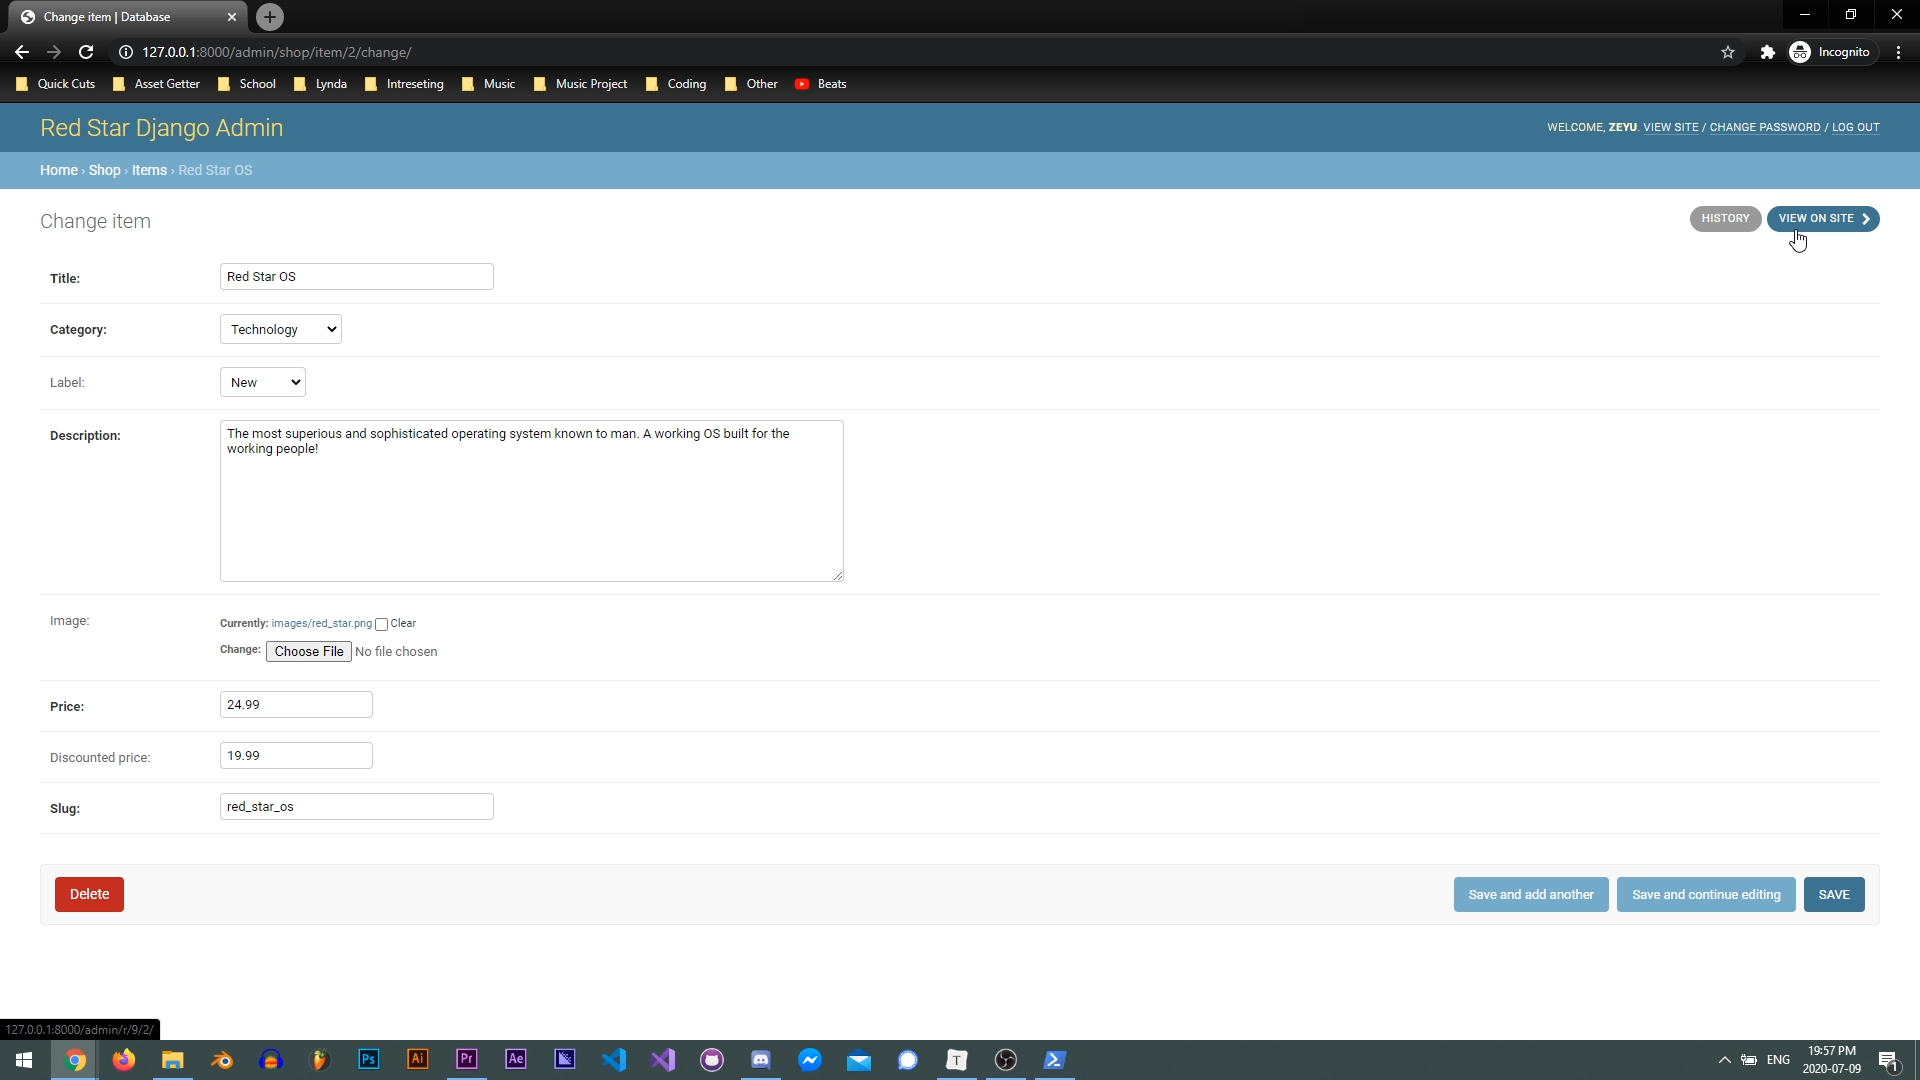 Change item | Database
127.0.0.1:8000/admin/shop/item/2/change/
Incognito
Quick Cuts
Asset Getter
School
Lynda
Intreseting
Music
Music Project
Coding
Other
Beats
Red Star Django Admin
WELCOME, ZEYU. VIEW SITE / CHANGE PASSWORD / LOG OUT
Home › Shop › Items › Red Star OS
Change item
HISTORY
VIEW ON SITE
Title:
Red Star OS
Category:
Technology
Label:
New
Description:
The most superious and sophisticated operating system known to man. A working OS built for the
working people!
Image:
Currently: images/red_star.png Clear
Change: Choose File No file chosen
Price:
24.99
Discounted price:
19.99
Slug:
red_star_os
Delete
Save and add another
Save and continue editing
SAVE
127.0.0.1:8000/admin/r/9/2/
Ps
Ai
Pr
Ae
T
ENG
19:57 PM
2020-07-09
1